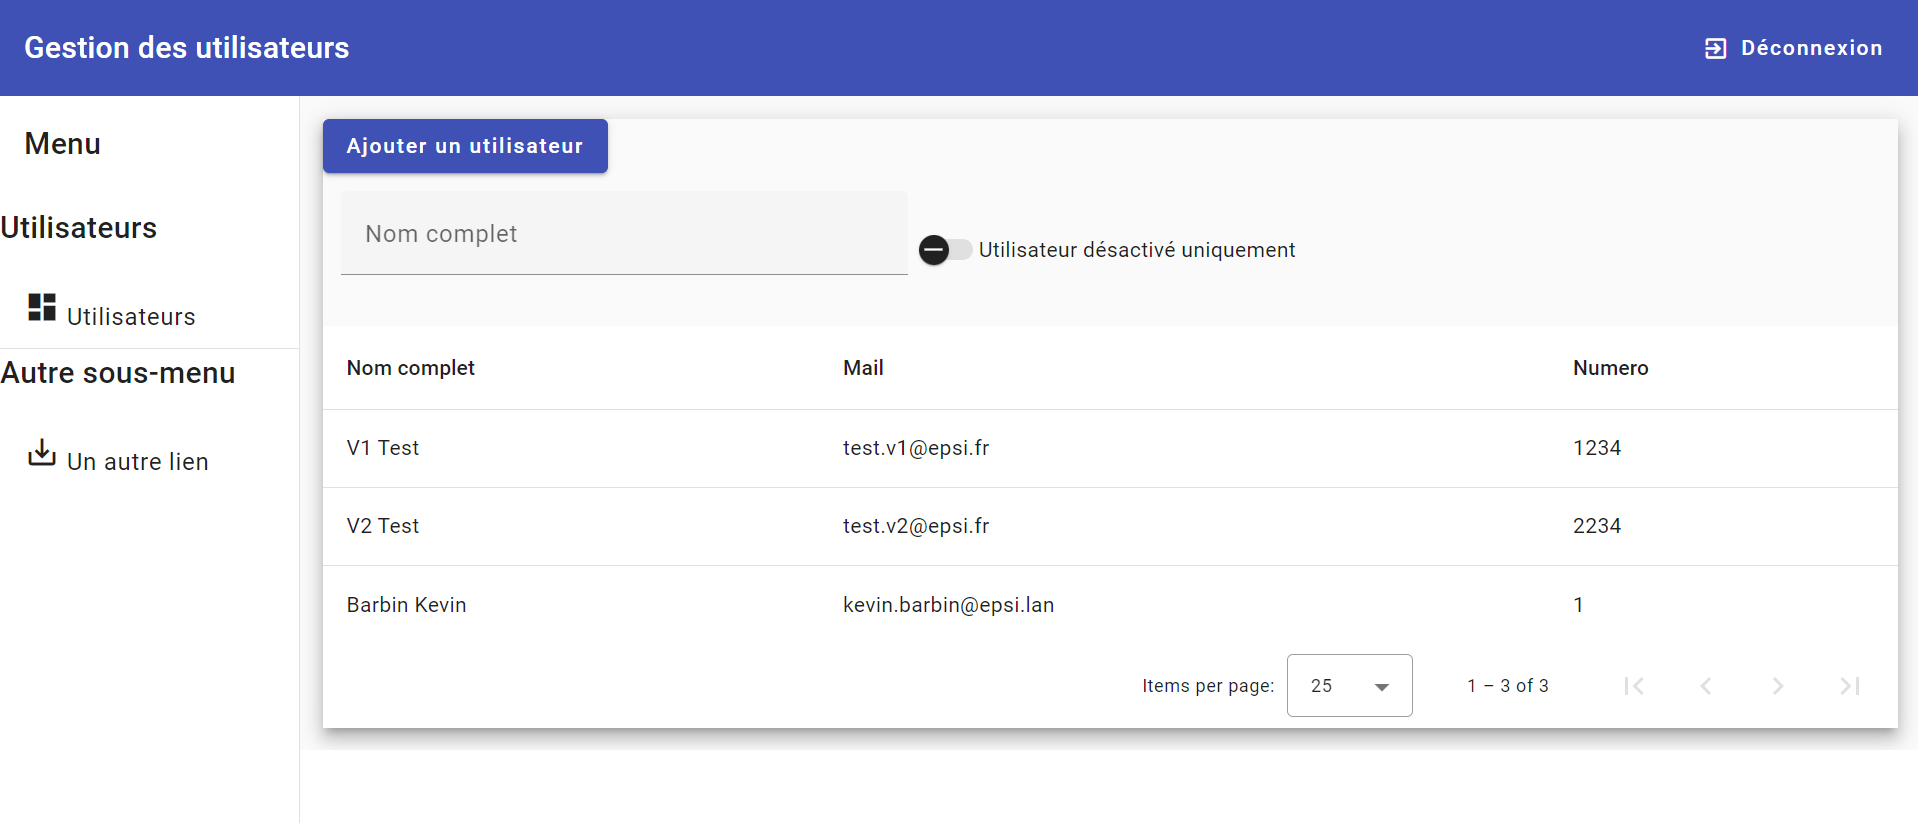 Gestion des utilisateurs
Déconnexion
Menu
Utilisateurs
Utilisateurs
Autre sous-menu
Un autre lien
Ajouter un utilisateur
Nom complet
Utilisateur désactivé uniquement
Nom complet Mail Numero
V1 Test test.v1@epsi.fr 1234
V2 Test test.v2@epsi.fr 2234
Barbin Kevin kevin.barbin@epsi.lan 1
Items per page: 25 1 – 3 of 3